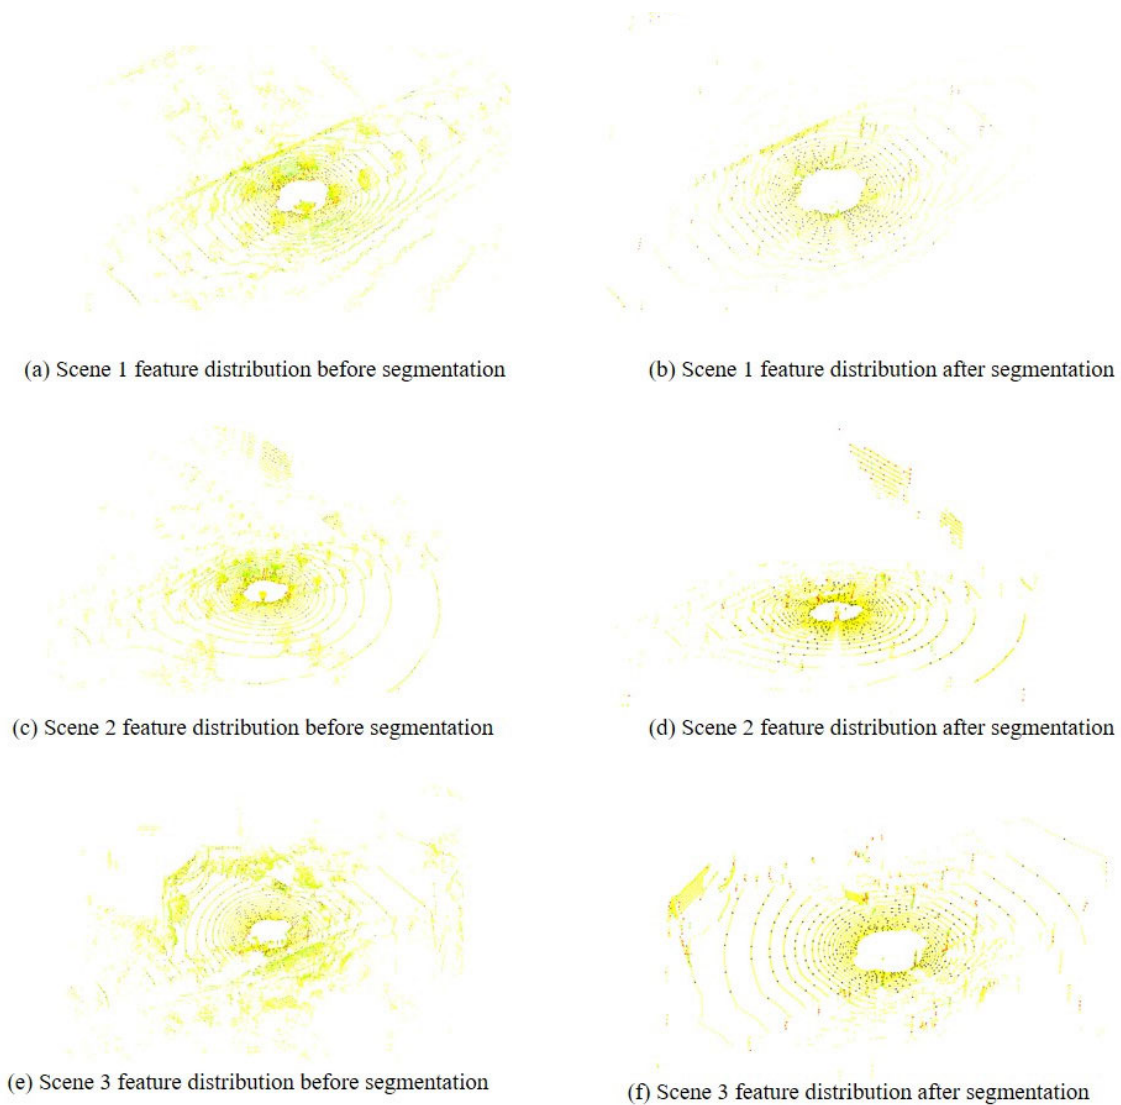 (a) Scene 1 feature distribution before segmentation
(b) Scene 1 feature distribution after segmentation
(c) Scene 2 feature distribution before segmentation
(d) Scene 2 feature distribution after segmentation
(e) Scene 3 feature distribution before segmentation
(f) Scene 3 feature distribution after segmentation